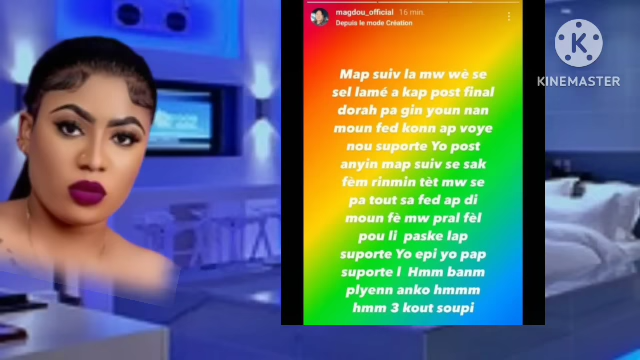 magdou_official 16 min.
Depuis le mode Création
K
KINEMASTER
Map suiv la mw wè se
sel lamé a kap post final
dorah pa gin youn nan
moun fed konn ap voye
nou suporte Yo post
anyin map suiv se sak
fèm rinmin tèt mw se
pa tout sa fed ap di
moun fè mw pral fèl
pou li paske lap
suporte Yo epi yo pap
suporte l Hmm banm
plyenn anko hmmm
hmm 3 kout soupi